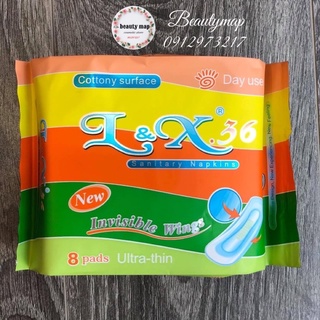 beauty map
Beautymap
0912973217
Cottony surface
Day use
L&X.® 36
Sanitary Napkins
New
Invisible Wings
8 pads Ultra-thin